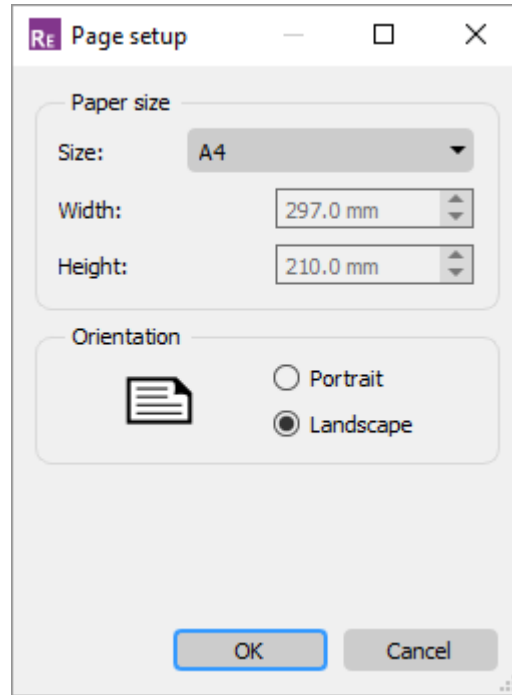 RE Page setup
Paper size
Size: A4
Width: 297.0 mm
Height: 210.0 mm
Orientation
Portrait
Landscape
OK Cancel